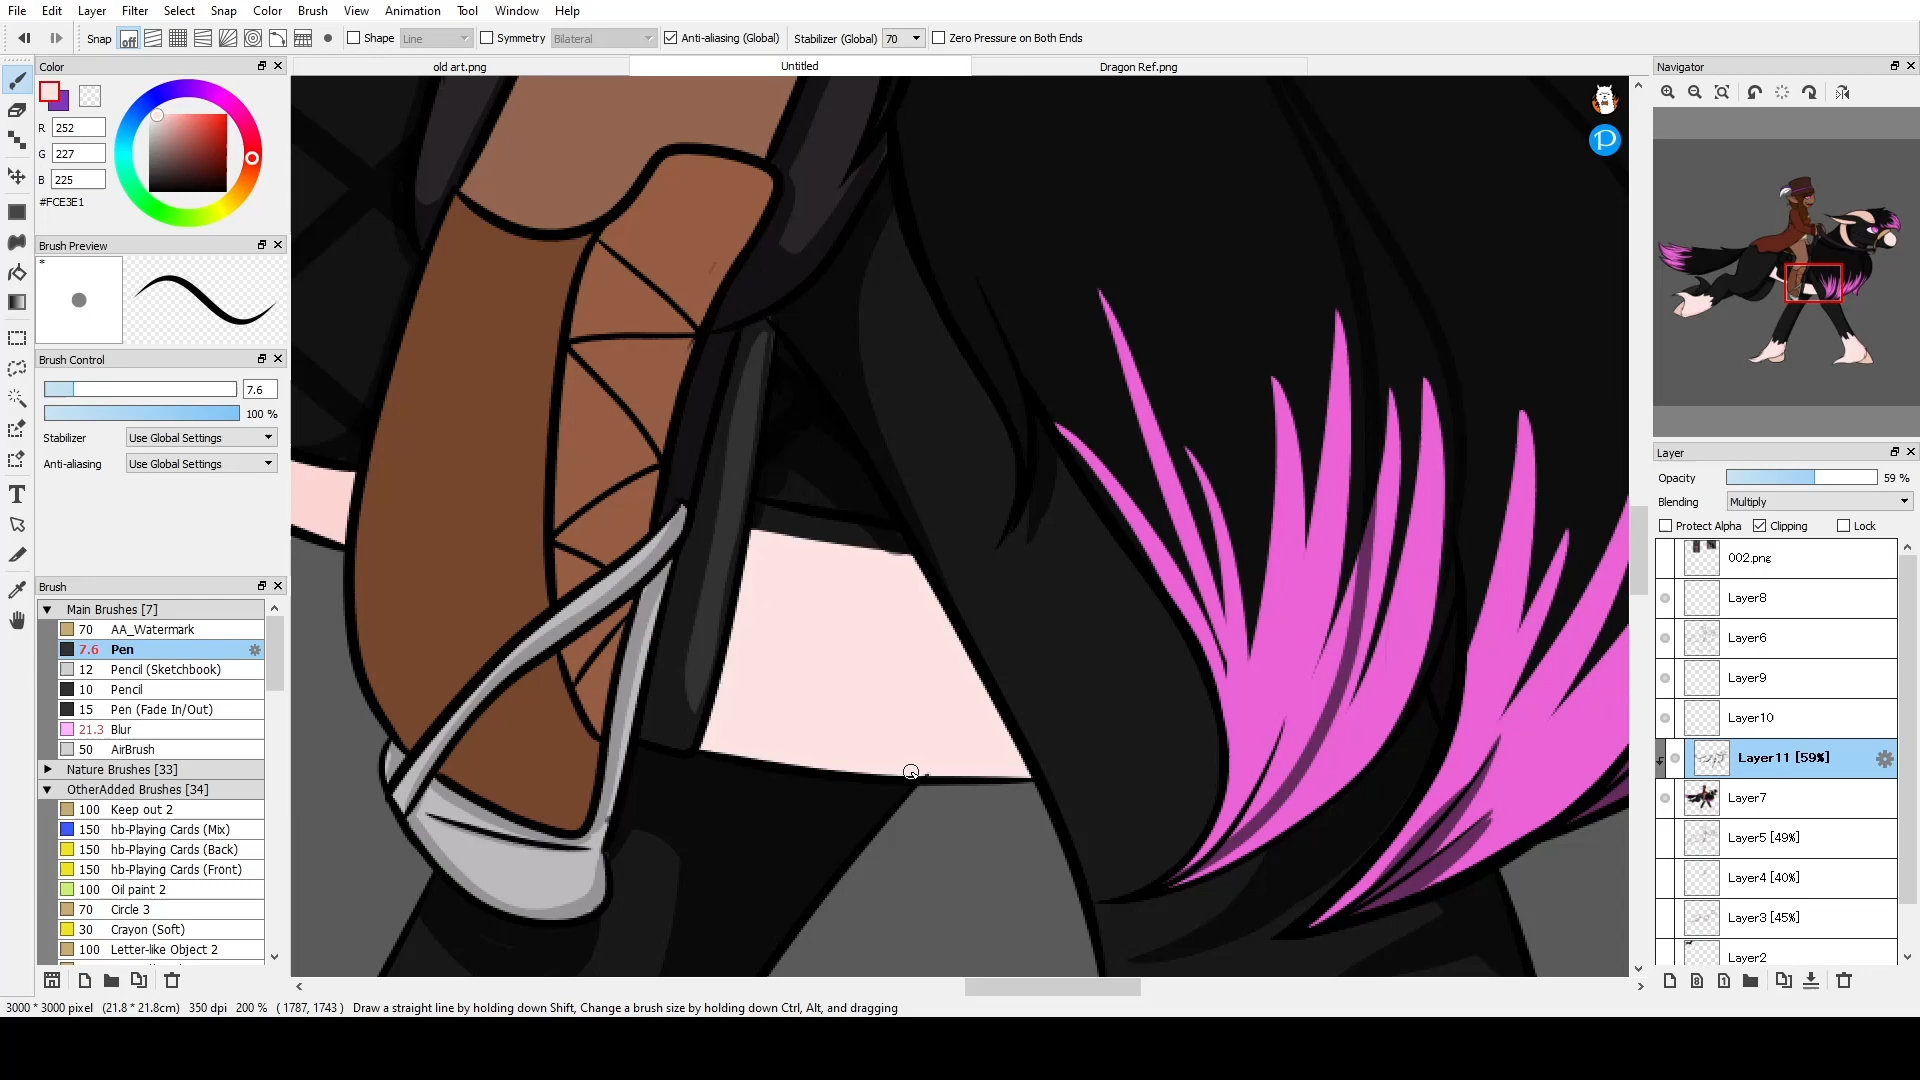 File Edit Layer Filter Select Snap Color Brush View Animation Tool Window Help
Snap off Shape Line Symmetry Bilateral Anti-aliasing (Global) Stabilizer (Global) 70 Zero Pressure on Both Ends
Color
old art.png
Untitled
Dragon Ref.png
Navigator
R 252
G 227
B 225
#FCE3E1
Brush Preview
*
Brush Control
7.6
100 %
Stabilizer Use Global Settings
Anti-aliasing Use Global Settings
Brush
Main Brushes [7]
70 AA_Watermark
7.6 Pen
12 Pencil (Sketchbook)
10 Pencil
15 Pen (Fade In/Out)
21.3 Blur
50 AirBrush
Nature Brushes [33]
OtherAdded Brushes [34]
100 Keep out 2
150 hb-Playing Cards (Mix)
150 hb-Playing Cards (Back)
150 hb-Playing Cards (Front)
100 Oil paint 2
70 Circle 3
30 Crayon (Soft)
100 Letter-like Object 2
Layer
Opacity 59 %
Blending Multiply
Protect Alpha Clipping Lock
002.png
Layer8
Layer6
Layer9
Layer10
Layer11 [59%]
Layer7
Layer5 [49%]
Layer4 [40%]
Layer3 [45%]
Layer2
3000 * 3000 pixel (21.8 * 21.8cm) 350 dpi 200 % ( 1787, 1743 ) Draw a straight line by holding down Shift, Change a brush size by holding down Ctrl, Alt, and dragging